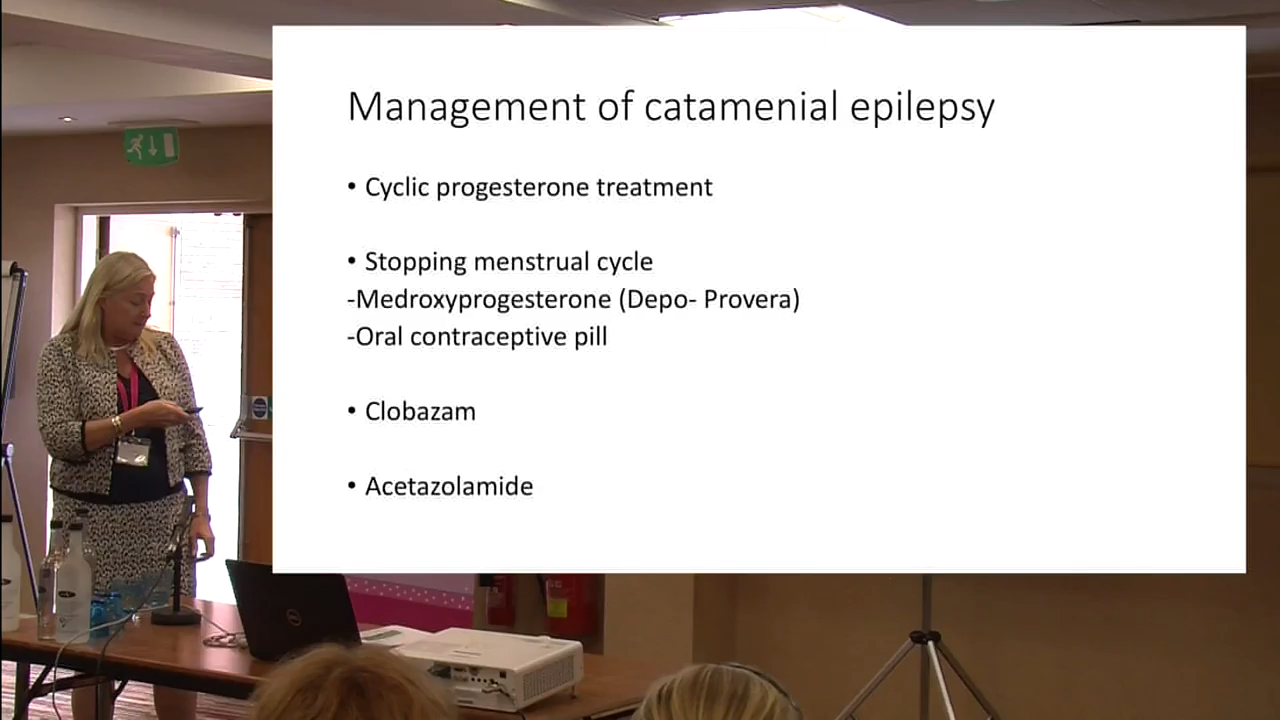 Management of catamenial epilepsy
• Cyclic progesterone treatment
• Stopping menstrual cycle
-Medroxyprogesterone (Depo- Provera)
-Oral contraceptive pill
• Clobazam
• Acetazolamide